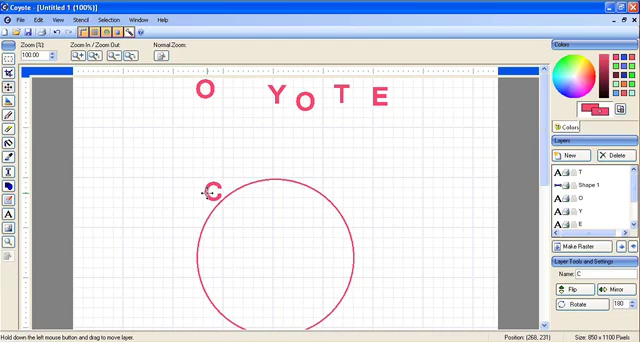 Coyote - [Untitled 1 (100%)]
File Edit Stencil Selection Window Help
Zoom [%] Zoom In / Zoom Out Normal Zoom:
100.00
O Y O T E
C
Colors
Colors
Layers
New Delete
T
Shape 1
O
Y
E
Make Raster
Layer Tools and Settings
Name: C
Flip Mirror
Rotate 180
Hold down the left mouse button and drag to move layer. Position: (268, 231) Size: 850 x 1100 Pixels